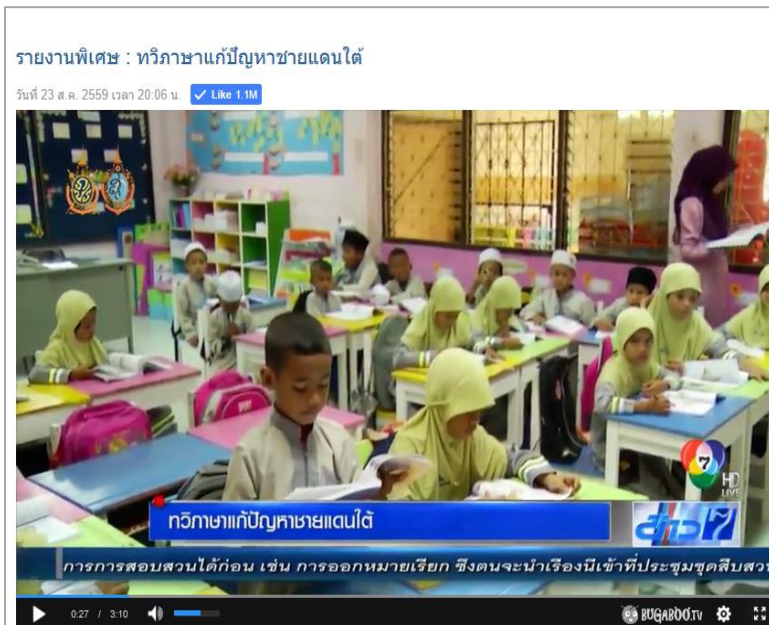 รายงานพิเศษ : ทวิภาษาแก้ปัญหาชายแดนใต้
วันที่ 23 ส.ค. 2559 เวลา 20:06 น. Like 1.1M
7 HD
LIVE
ทวิภาษาแก้ปัญหาชายแดนใต้
ข่าว 7
การการสอบสวนได้ก่อน เช่น การออกหมายเรียก ซึ่งตนจะนำเรื่องนี้เข้าที่ประชุมชุดสืบสวน
0:27 / 3:10 BUGABOO.TV